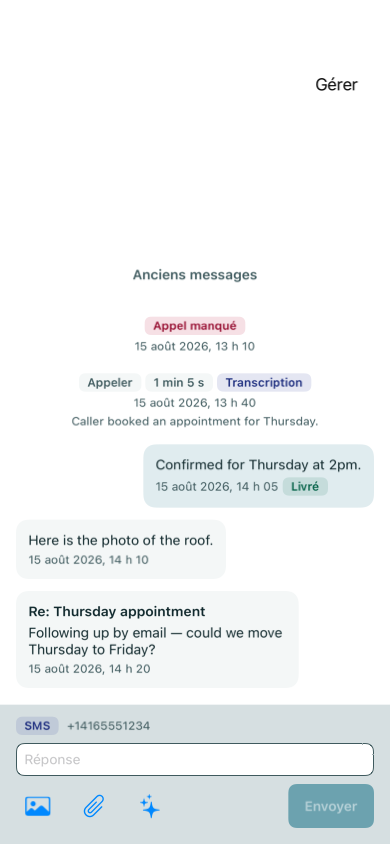 Gérer
Anciens messages
Appel manqué
15 août 2026, 13 h 10
Appeler 1 min 5 s Transcription
15 août 2026, 13 h 40
Caller booked an appointment for Thursday.
Confirmed for Thursday at 2pm.
15 août 2026, 14 h 05 Livré
Here is the photo of the roof.
15 août 2026, 14 h 10
Re: Thursday appointment
Following up by email — could we move
Thursday to Friday?
15 août 2026, 14 h 20
SMS +14165551234
Réponse
Envoyer